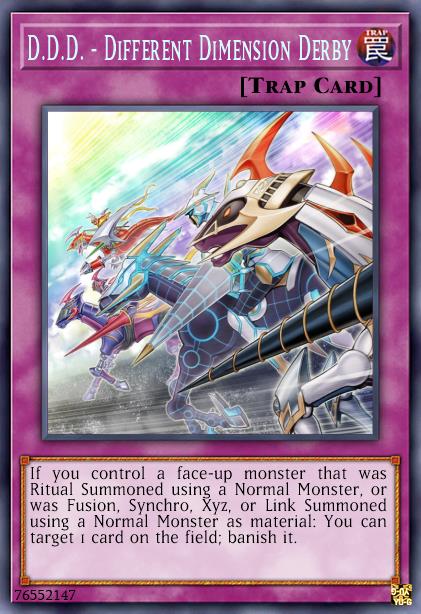 D.D.D. - Different Dimension Derby
TRAP
罠
[Trap Card]
If you control a face-up monster that was
Ritual Summoned using a Normal Monster, or
was Fusion, Synchro, Xyz, or Link Summoned
using a Normal Monster as material: You can
target 1 card on the field; banish it.
76552147